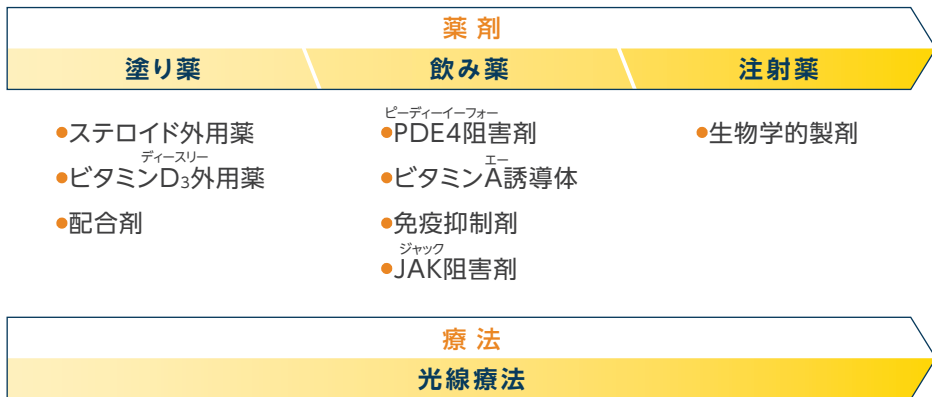 薬剤
塗り薬 飲み薬 注射薬
●ステロイド外用薬
ディースリー
●ビタミンD₃外用薬
●配合剤
ピーディーイーフォー
●PDE4阻害剤
エー
●ビタミンA誘導体
●免疫抑制剤
ジャック
●JAK阻害剤
●生物学的製剤
療法
光線療法